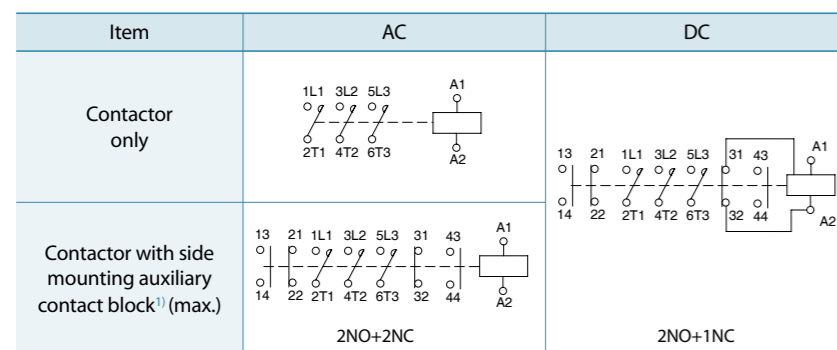 Item AC DC
Contactor
only
1L1 3L2 5L3 A1
2T1 4T2 6T3 A2
13 21 1L1 3L2 5L3 31 43 A1
14 22 2T1 4T2 6T3 32 44 A2
Contactor with side
mounting auxiliary
contact block1) (max.)
13 21 1L1 3L2 5L3 31 43 A1
14 22 2T1 4T2 6T3 32 44 A2
2NO+2NC 2NO+1NC